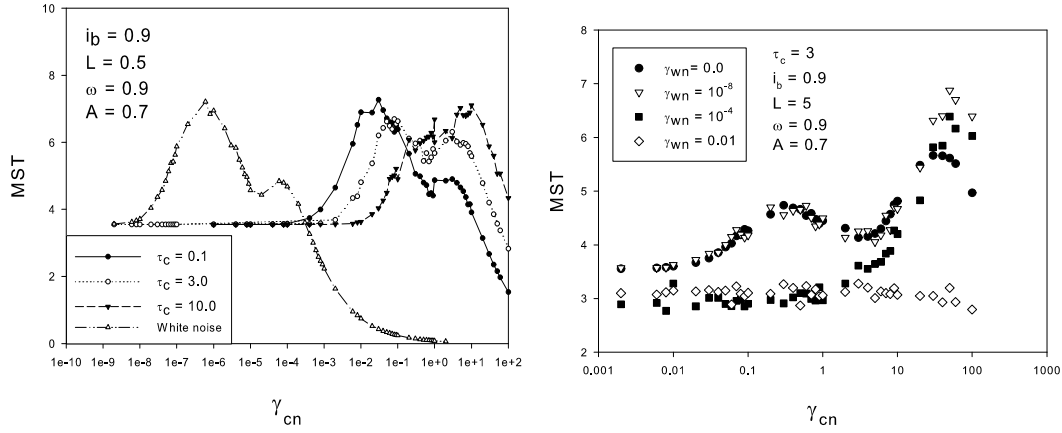 10
8
6
4
2
0
MST
i_b = 0.9
L = 0.5
ω = 0.9
A = 0.7
τ_c = 0.1
τ_c = 3.0
τ_c = 10.0
White noise
1e-10 1e-9 1e-8 1e-7 1e-6 1e-5 1e-4 1e-3 1e-2 1e-1 1e+0 1e+1 1e+2
γ_cn
8
7
6
5
4
3
2
MST
γ_wn = 0.0
γ_wn = 10^-8
γ_wn = 10^-4
γ_wn = 0.01
τ_c = 3
i_b = 0.9
L = 5
ω = 0.9
A = 0.7
0.001 0.01 0.1 1 10 100 1000
γ_cn